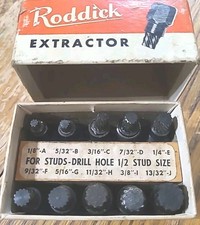 The Roddick
EXTRACTOR
1/8"-A 5/32"-B 3/16"-C 7/32"-D 1/4"-E
FOR STUDS-DRILL HOLE 1/2 STUD SIZE
9/32"-F 5/16"-G 11/32"-H 3/8"-I 13/32"-J